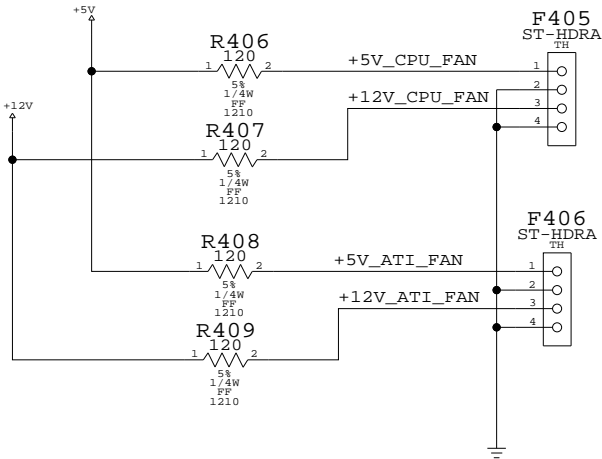 +5V
F405
ST-HDRA
TH
R406
120
1 2
5%
1/4W
FF
1210
+5V_CPU_FAN
1
2
3
4
+12V_CPU_FAN
+12V
R407
120
1 2
5%
1/4W
FF
1210
F406
ST-HDRA
TH
R408
120
1 2
5%
1/4W
FF
1210
+5V_ATI_FAN
1
2
3
4
+12V_ATI_FAN
R409
120
1 2
5%
1/4W
FF
1210